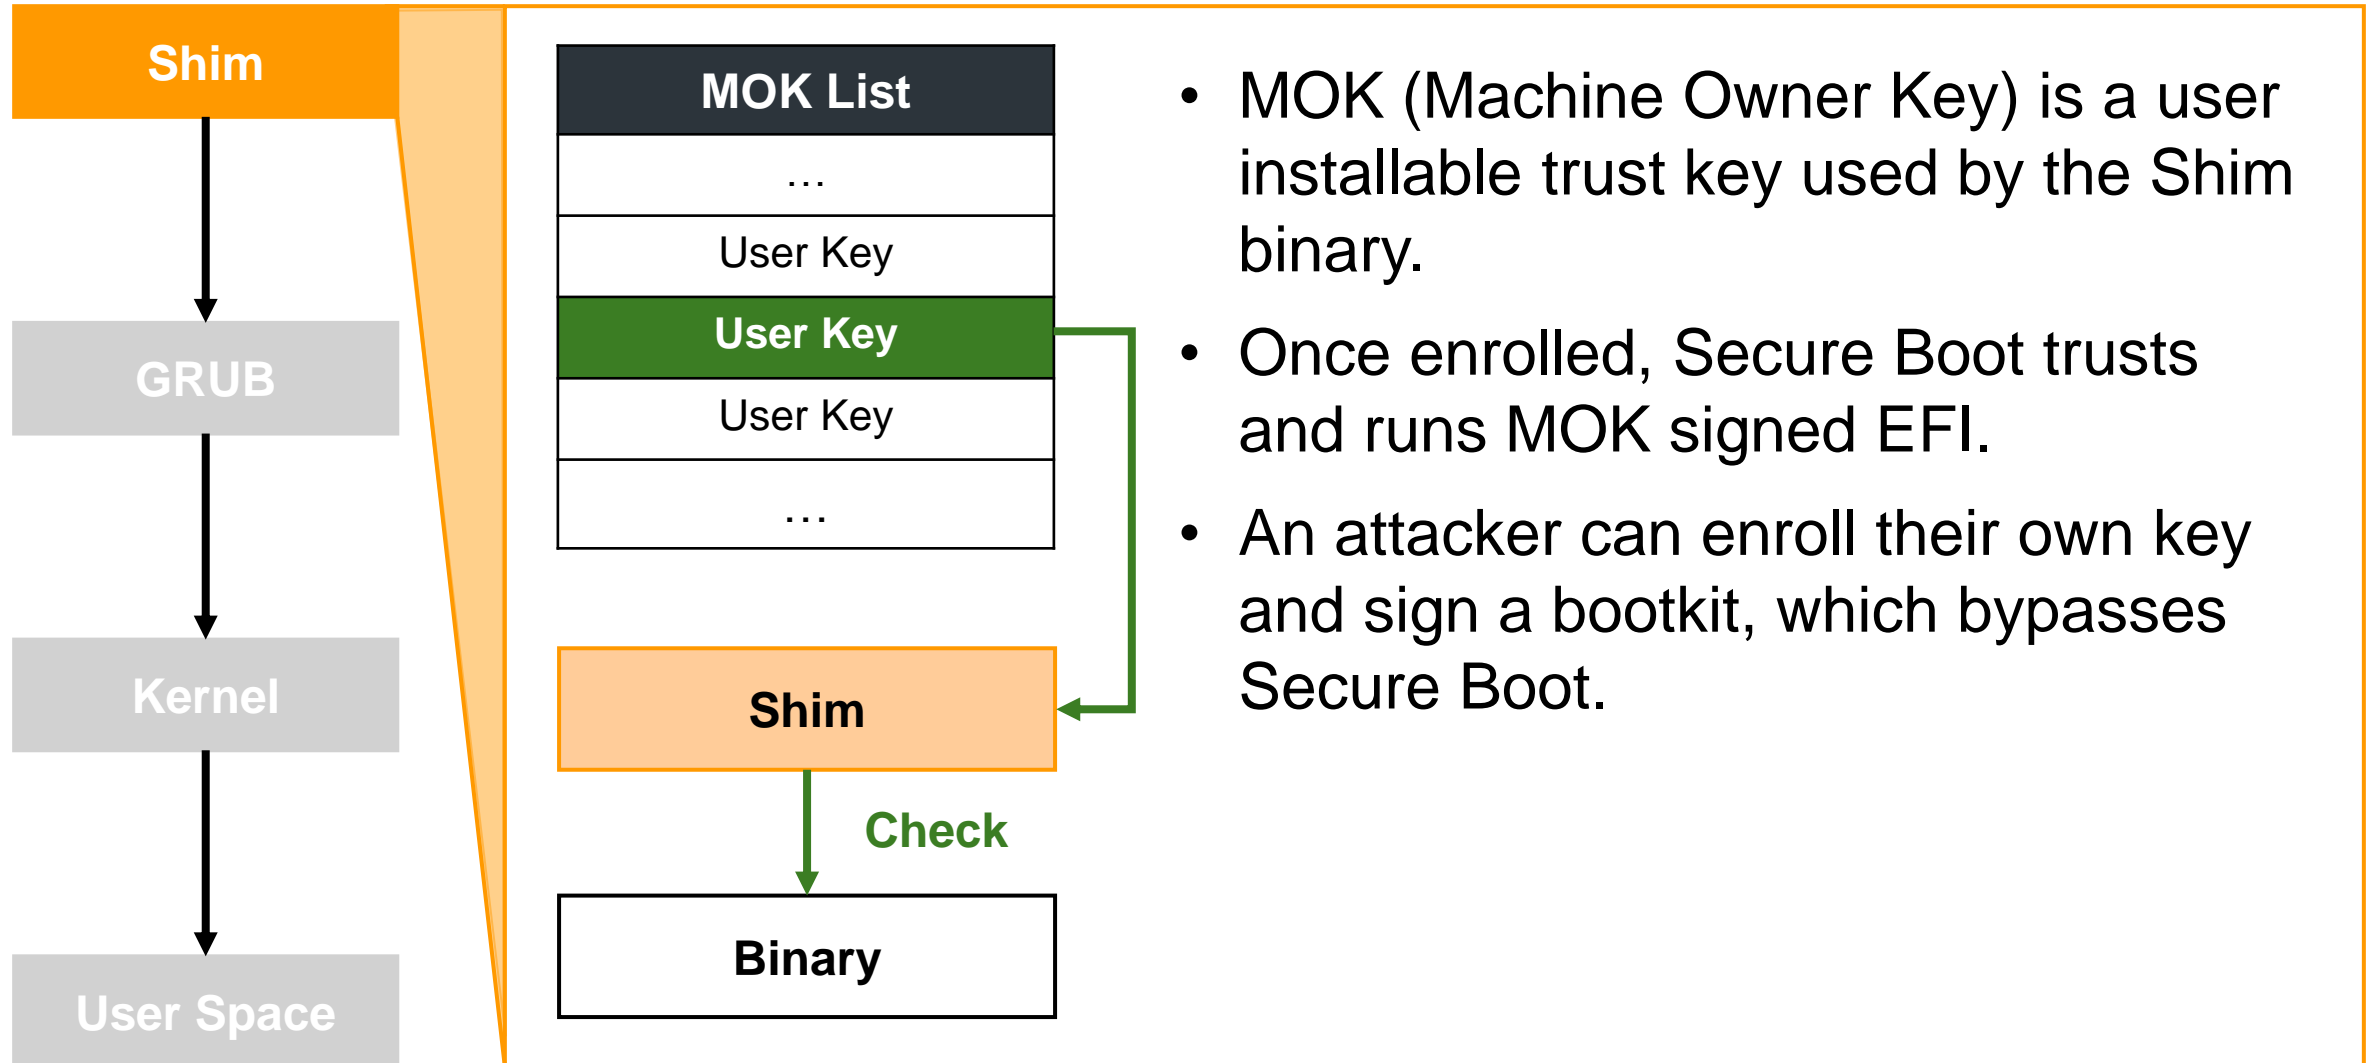 Shim
GRUB
Kernel
User Space
MOK List
...
User Key
User Key
User Key
...
Shim
Check
Binary
• MOK (Machine Owner Key) is a user
installable trust key used by the Shim
binary.
• Once enrolled, Secure Boot trusts
and runs MOK signed EFI.
• An attacker can enroll their own key
and sign a bootkit, which bypasses
Secure Boot.